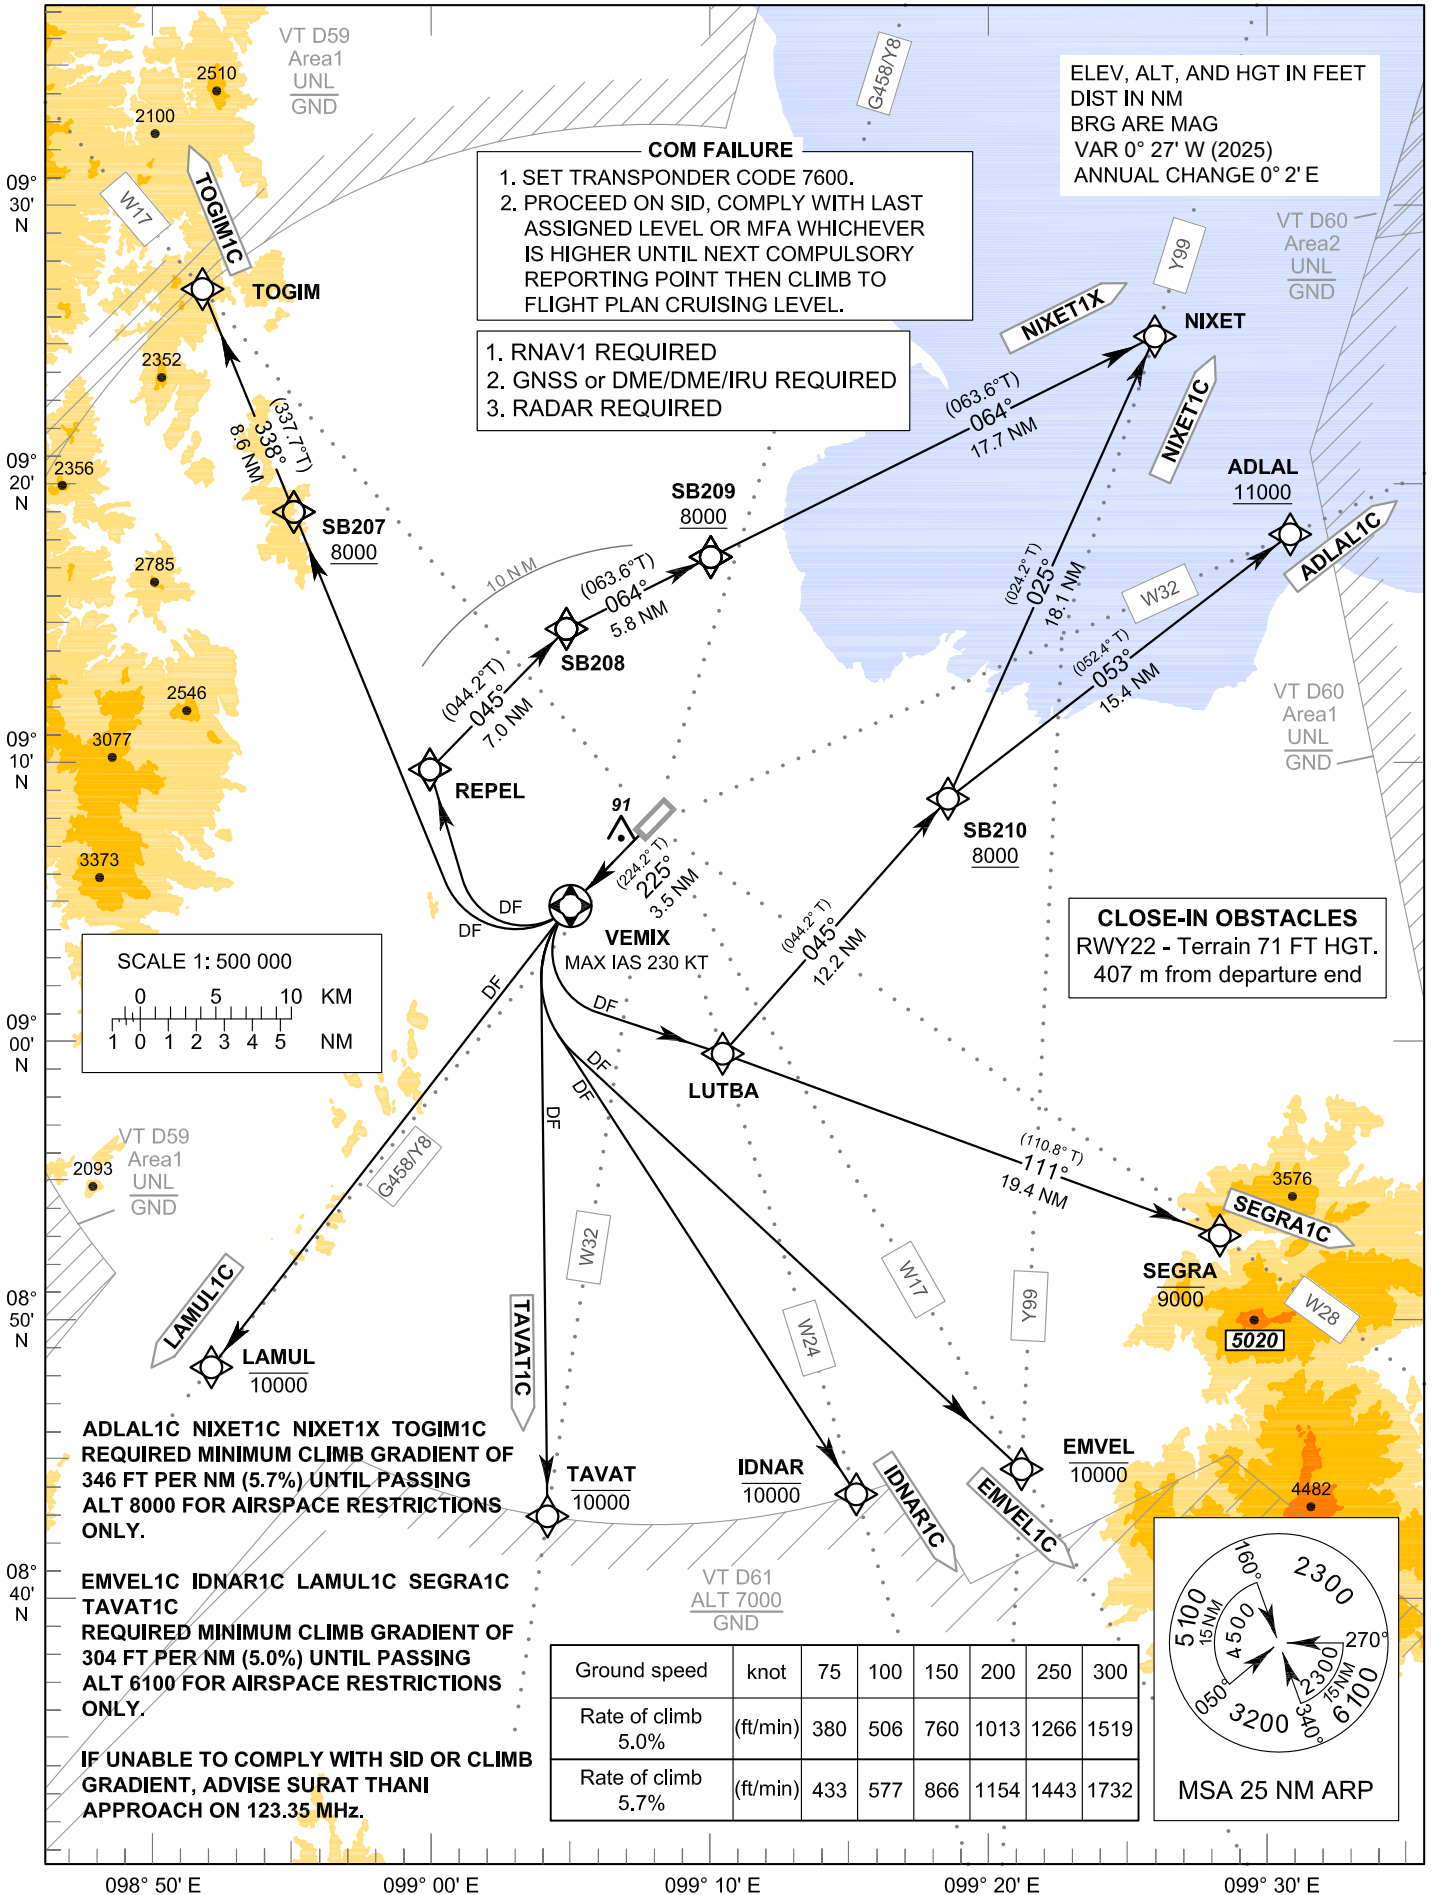 VT D59
Area1
UNL
GND
2510
2100
G458/Y8
ELEV, ALT, AND HGT IN FEET
DIST IN NM
BRG ARE MAG
VAR 0° 27' W (2025)
ANNUAL CHANGE 0° 2' E
COM FAILURE
1. SET TRANSPONDER CODE 7600.
2. PROCEED ON SID, COMPLY WITH LAST
ASSIGNED LEVEL OR MFA WHICHEVER
IS HIGHER UNTIL NEXT COMPULSORY
REPORTING POINT THEN CLIMB TO
FLIGHT PLAN CRUISING LEVEL.
09°
30'
N
W17
TOGIM1C
TOGIM
VT D60
Area2
UNL
GND
Y99
NIXET1X
NIXET
1. RNAV1 REQUIRED
2. GNSS or DME/DME/IRU REQUIRED
3. RADAR REQUIRED
2352
(337.7°T)
338°
8.6 NM
(063.6°T)
064°
17.7 NM
NIXET1C
09°
20'
N
2356
ADLAL
11000
SB209
8000
SB207
8000
ADLAL1C
2785
10 NM
(063.6°T)
064°
5.8 NM
(024.2° T)
025°
18.1 NM
W32
SB208
(052.4° T)
053°
15.4 NM
(044.2°T)
045°
7.0 NM
2546
VT D60
Area1
UNL
GND
3077
09°
10'
N
REPEL
91
SB210
8000
3373
(224.2° T)
225°
3.5 NM
DF
DF
VEMIX
MAX IAS 230 KT
(044.2° T)
045°
12.2 NM
CLOSE-IN OBSTACLES
RWY22 - Terrain 71 FT HGT.
407 m from departure end
SCALE 1: 500 000
0 5 10 KM
1 0 1 2 3 4 5 NM
DF
DF
09°
00'
N
DF
DF
DF
LUTBA
VT D59
Area1
UNL
GND
2093
G458/Y8
(110.8° T)
111°
19.4 NM
3576
SEGRA1C
W32
SEGRA
9000
W17
Y99
W28
5020
08°
50'
N
LAMUL1C
TAVAT1C
W24
LAMUL
10000
ADLAL1C NIXET1C NIXET1X TOGIM1C
REQUIRED MINIMUM CLIMB GRADIENT OF
346 FT PER NM (5.7%) UNTIL PASSING
ALT 8000 FOR AIRSPACE RESTRICTIONS
ONLY.
TAVAT
10000
IDNAR
10000
EMVEL
10000
IDNAR1C
EMVEL1C
4482
08°
40'
N
EMVEL1C IDNAR1C LAMUL1C SEGRA1C
TAVAT1C
REQUIRED MINIMUM CLIMB GRADIENT OF
304 FT PER NM (5.0%) UNTIL PASSING
ALT 6100 FOR AIRSPACE RESTRICTIONS
ONLY.
VT D61
ALT 7000
GND
IF UNABLE TO COMPLY WITH SID OR CLIMB
GRADIENT, ADVISE SURAT THANI
APPROACH ON 123.35 MHz.
Ground speed knot 75 100 150 200 250 300
Rate of climb
5.0% (ft/min) 380 506 760 1013 1266 1519
Rate of climb
5.7% (ft/min) 433 577 866 1154 1443 1732
160°
2300
5100
15NM
4500
270°
2300
15NM
6100
050°
3200
340°
MSA 25 NM ARP
098° 50' E
099° 00' E
099° 10' E
099° 20' E
099° 30' E